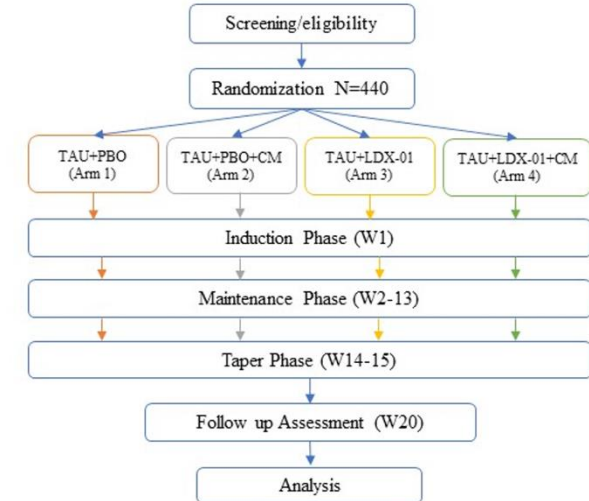 Screening/eligibility
Randomization N=440
TAU+PBO
(Arm 1)
TAU+PBO+CM
(Arm 2)
TAU+LDX-01
(Arm 3)
TAU+LDX-01+CM
(Arm 4)
Induction Phase (W1)
Maintenance Phase (W2-13)
Taper Phase (W14-15)
Follow up Assessment (W20)
Analysis